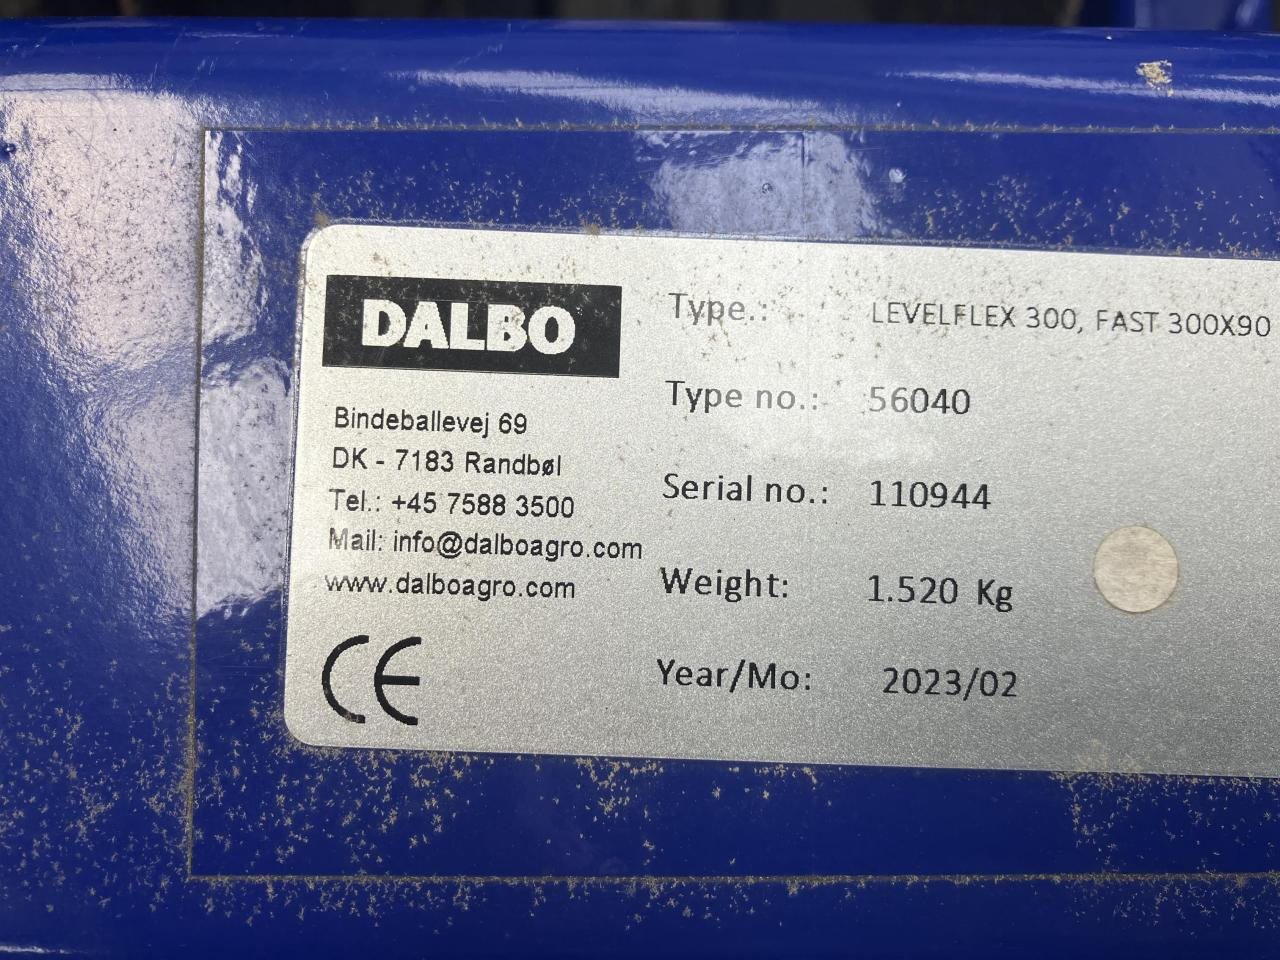 DALBO
Bindeballevej 69
DK - 7183 Randbøl
Tel.: +45 7588 3500
Mail: info@dalboagro.com
www.dalboagro.com
CE
Type.: LEVELFLEX 300, FAST 300X90
Type no.: 56040
Serial no.: 110944
Weight: 1.520 Kg
Year/Mo: 2023/02